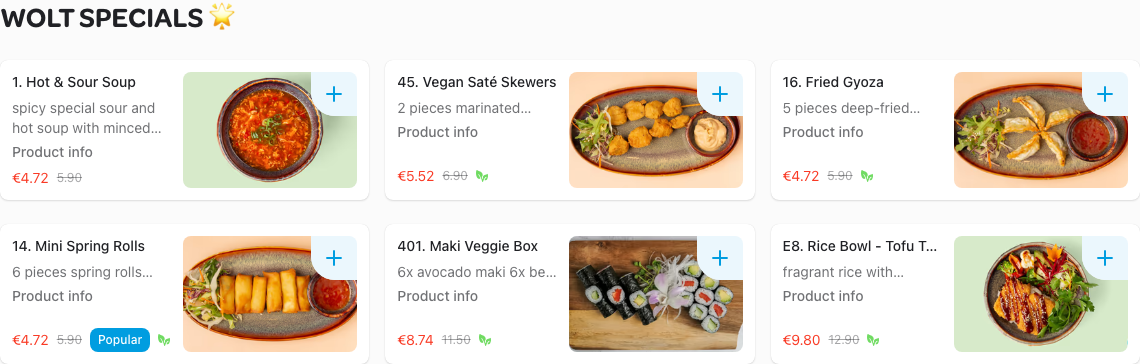 WOLT SPECIALS 🌟
1. Hot & Sour Soup
spicy special sour and
hot soup with minced...
Product info
€4.72 5.90
45. Vegan Saté Skewers
2 pieces marinated...
Product info
€5.52 6.90
16. Fried Gyoza
5 pieces deep-fried...
Product info
€4.72 5.90
14. Mini Spring Rolls
6 pieces spring rolls...
Product info
€4.72 5.90 Popular
401. Maki Veggie Box
6x avocado maki 6x be...
Product info
€8.74 11.50
E8. Rice Bowl - Tofu T...
fragrant rice with...
Product info
€9.80 12.90